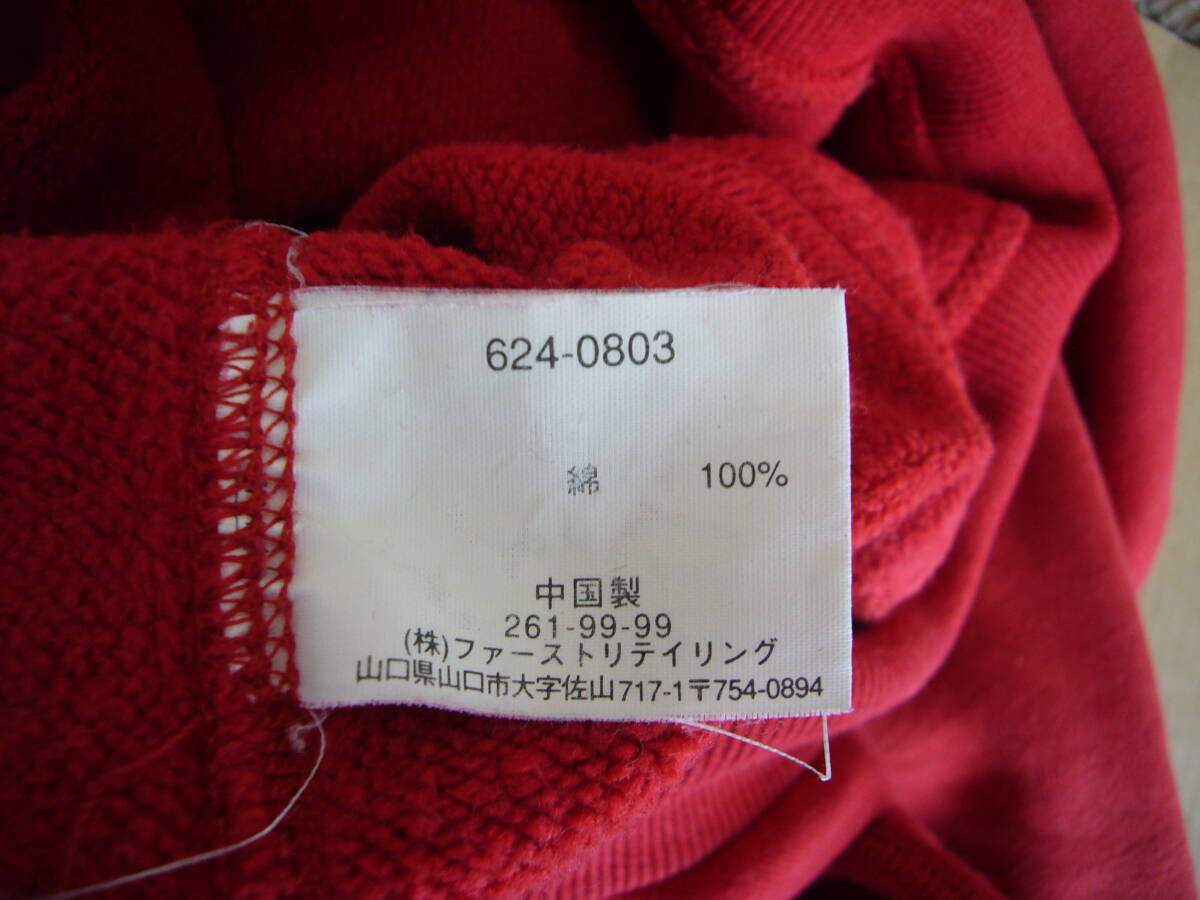 624-0803
綿 100%
中国製
261-99-99
(株)ファーストリテイリング
山口県山口市大字佐山717-1〒754-0894